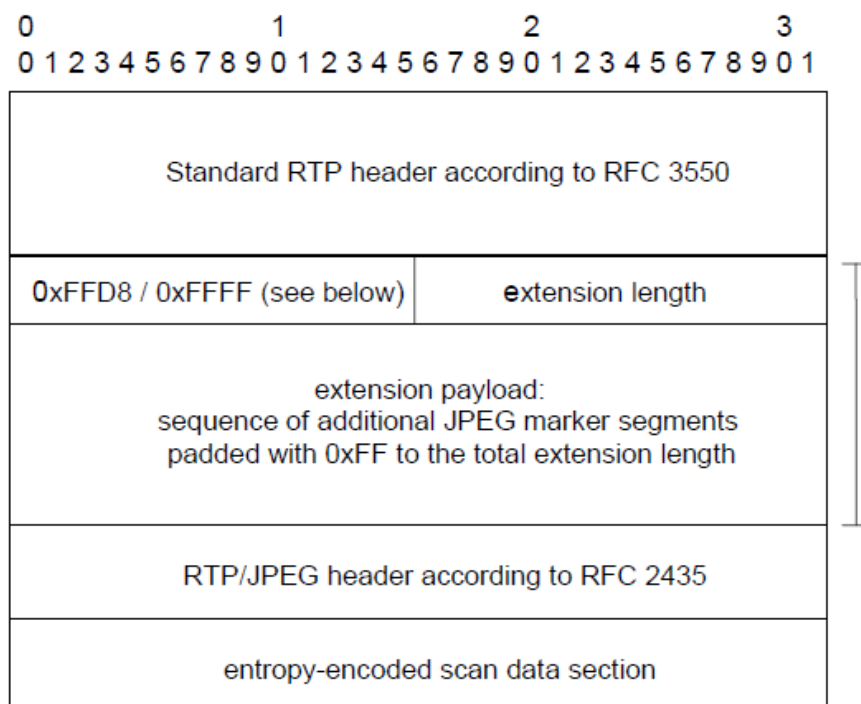 0 1 2 3
0 1 2 3 4 5 6 7 8 9 0 1 2 3 4 5 6 7 8 9 0 1 2 3 4 5 6 7 8 9 0 1
Standard RTP header according to RFC 3550
0xFFD8 / 0xFFFF (see below) extension length
extension payload:
sequence of additional JPEG marker segments
padded with 0xFF to the total extension length
RTP/JPEG header according to RFC 2435
entropy-encoded scan data section